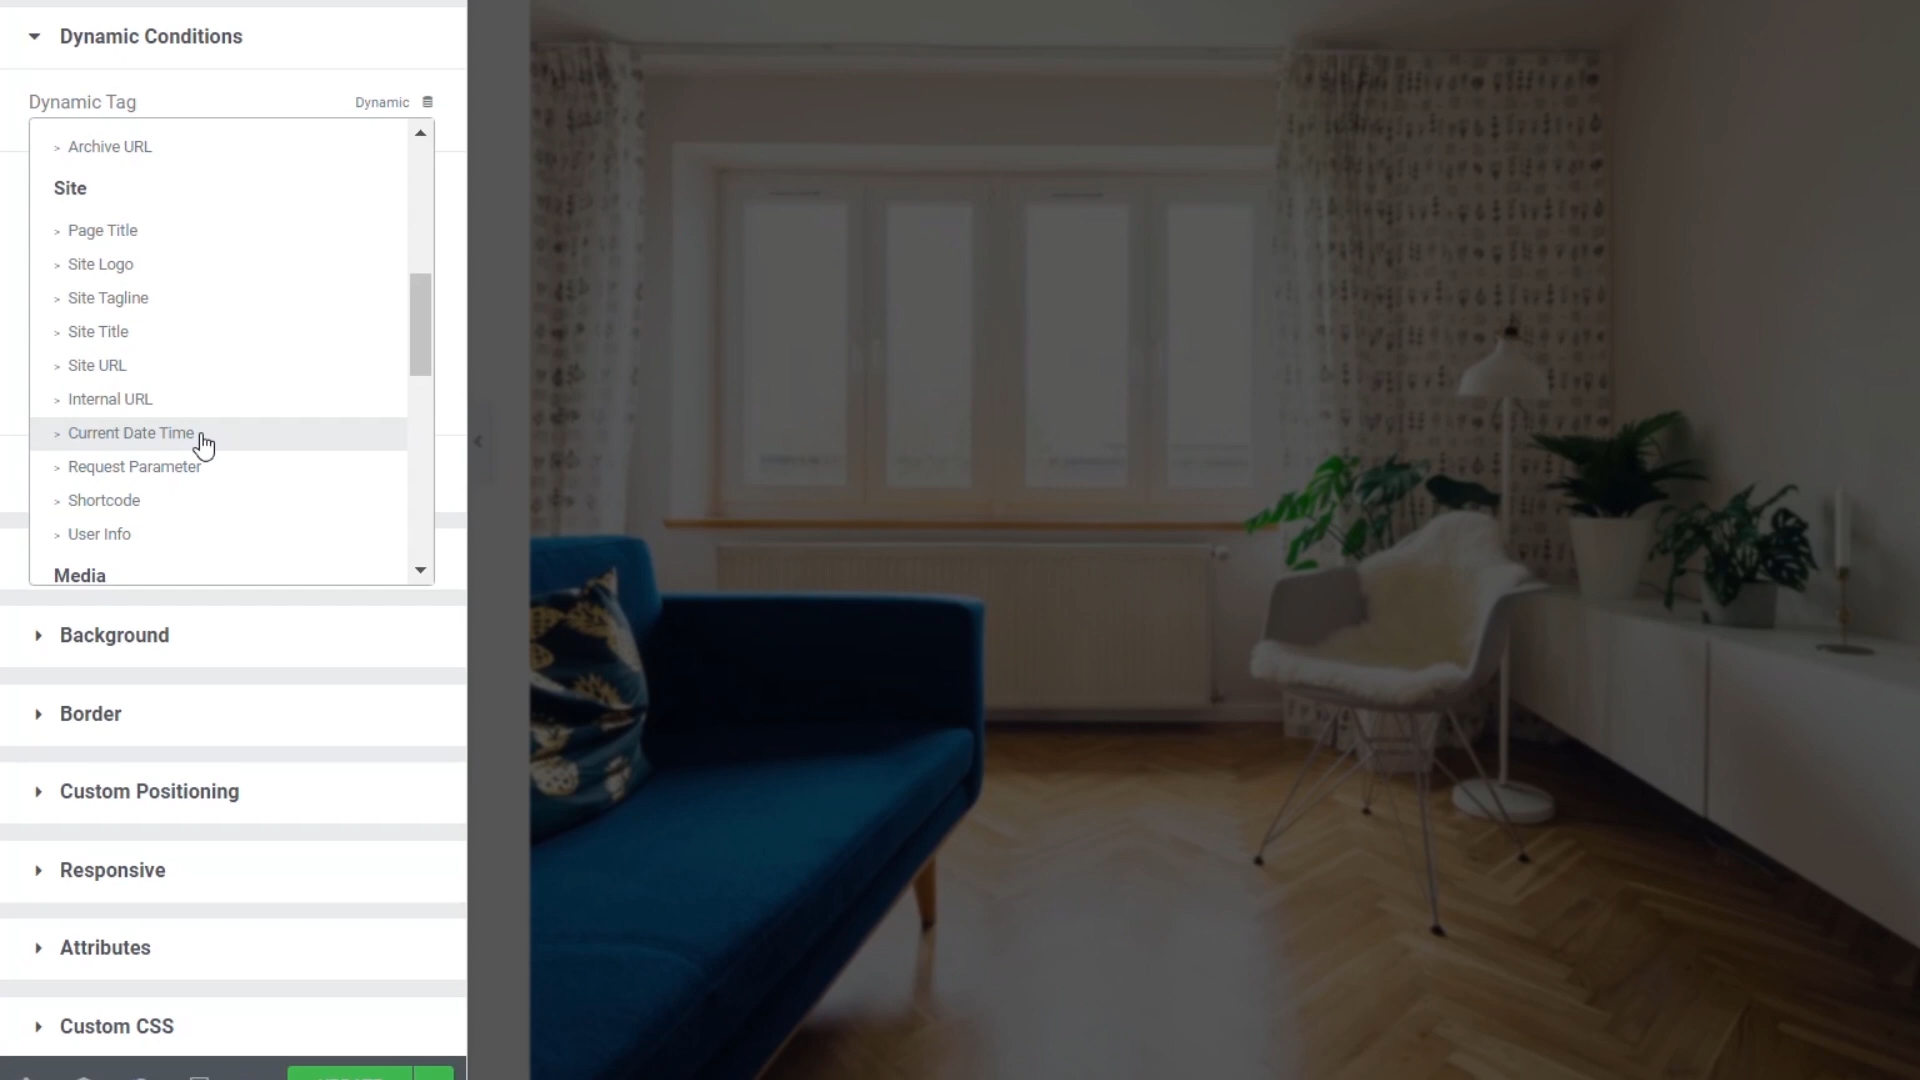 Dynamic Conditions
Dynamic Tag
Dynamic
> Archive URL
Site
> Page Title
> Site Logo
> Site Tagline
> Site Title
> Site URL
> Internal URL
> Current Date Time
> Request Parameter
> Shortcode
> User Info
Media
Background
Border
Custom Positioning
Responsive
Attributes
Custom CSS